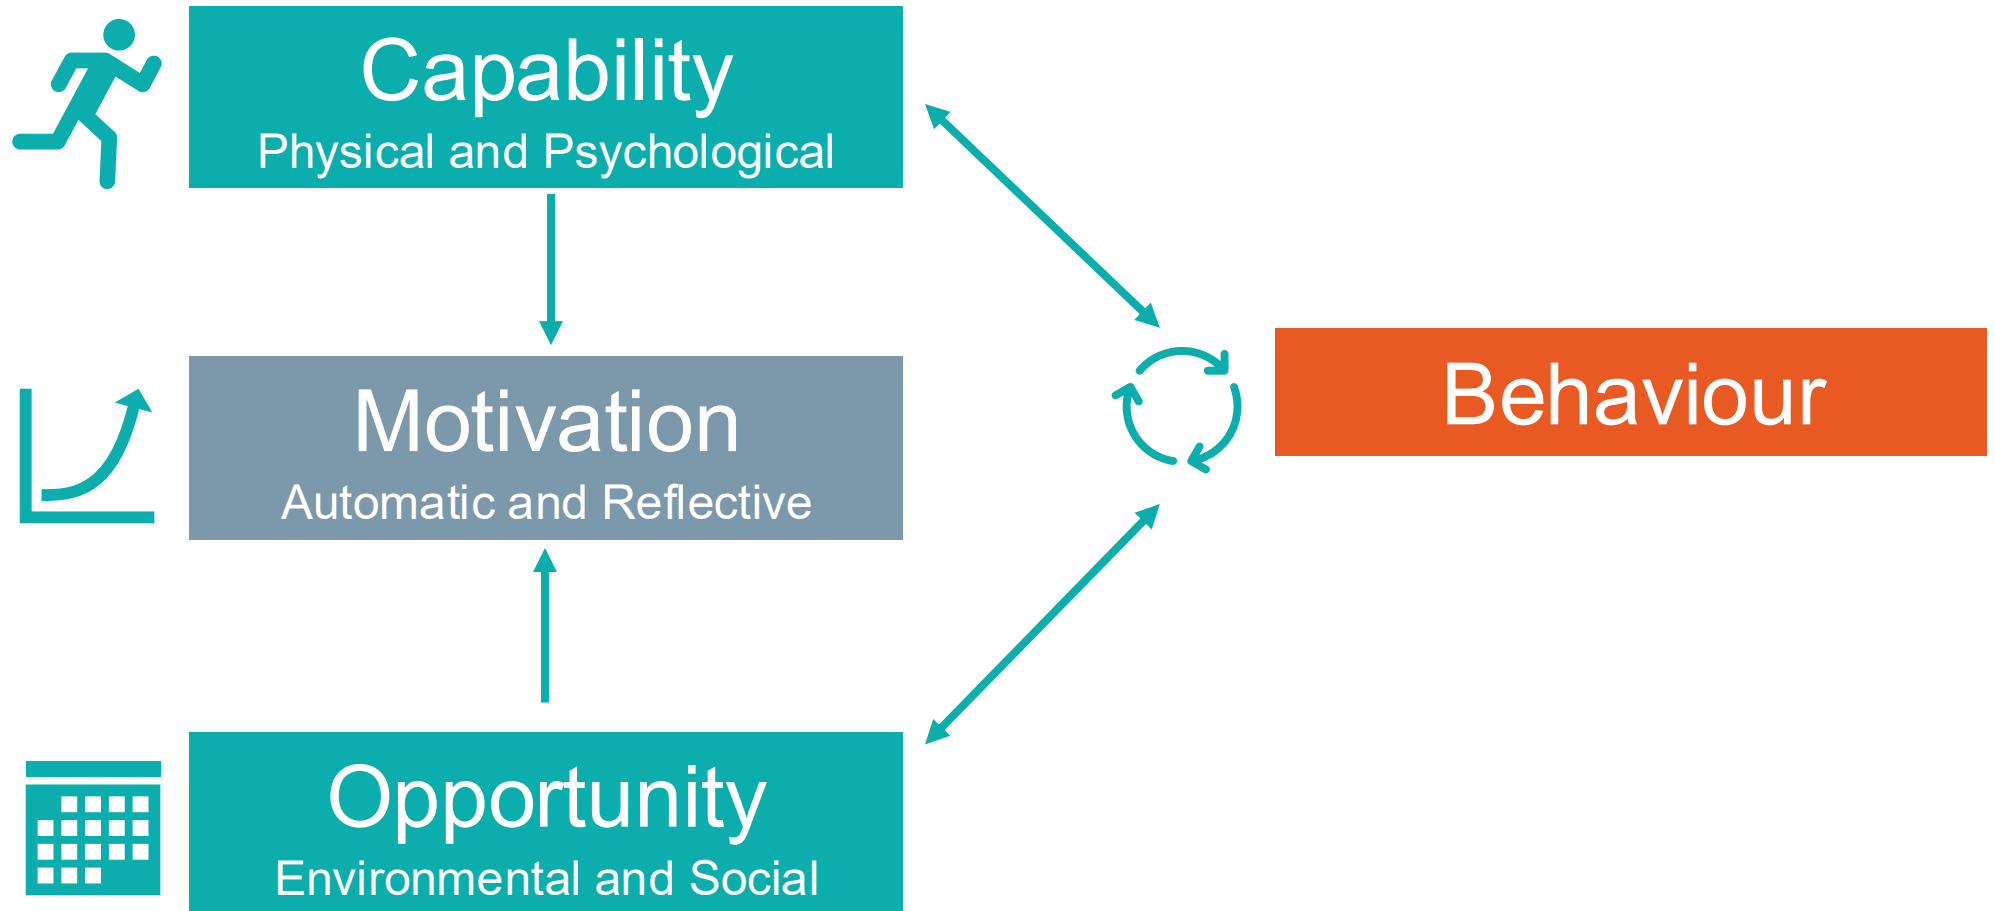 Capability
Physical and Psychological
Motivation
Automatic and Reflective
Behaviour
Opportunity
Environmental and Social